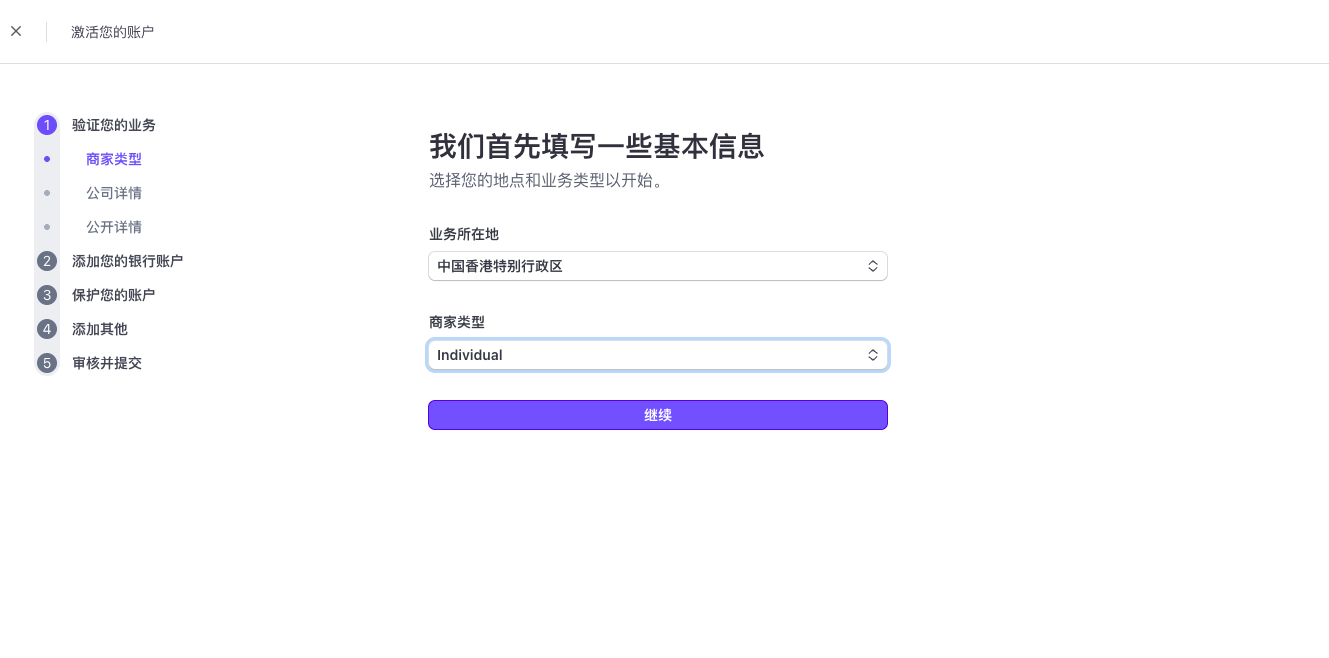 激活您的账户
1 验证您的业务
商家类型
公司详情
公开详情
2 添加您的银行账户
3 保护您的账户
4 添加其他
5 审核并提交
我们首先填写一些基本信息
选择您的地点和业务类型以开始。
业务所在地
中国香港特别行政区
商家类型
Individual
继续